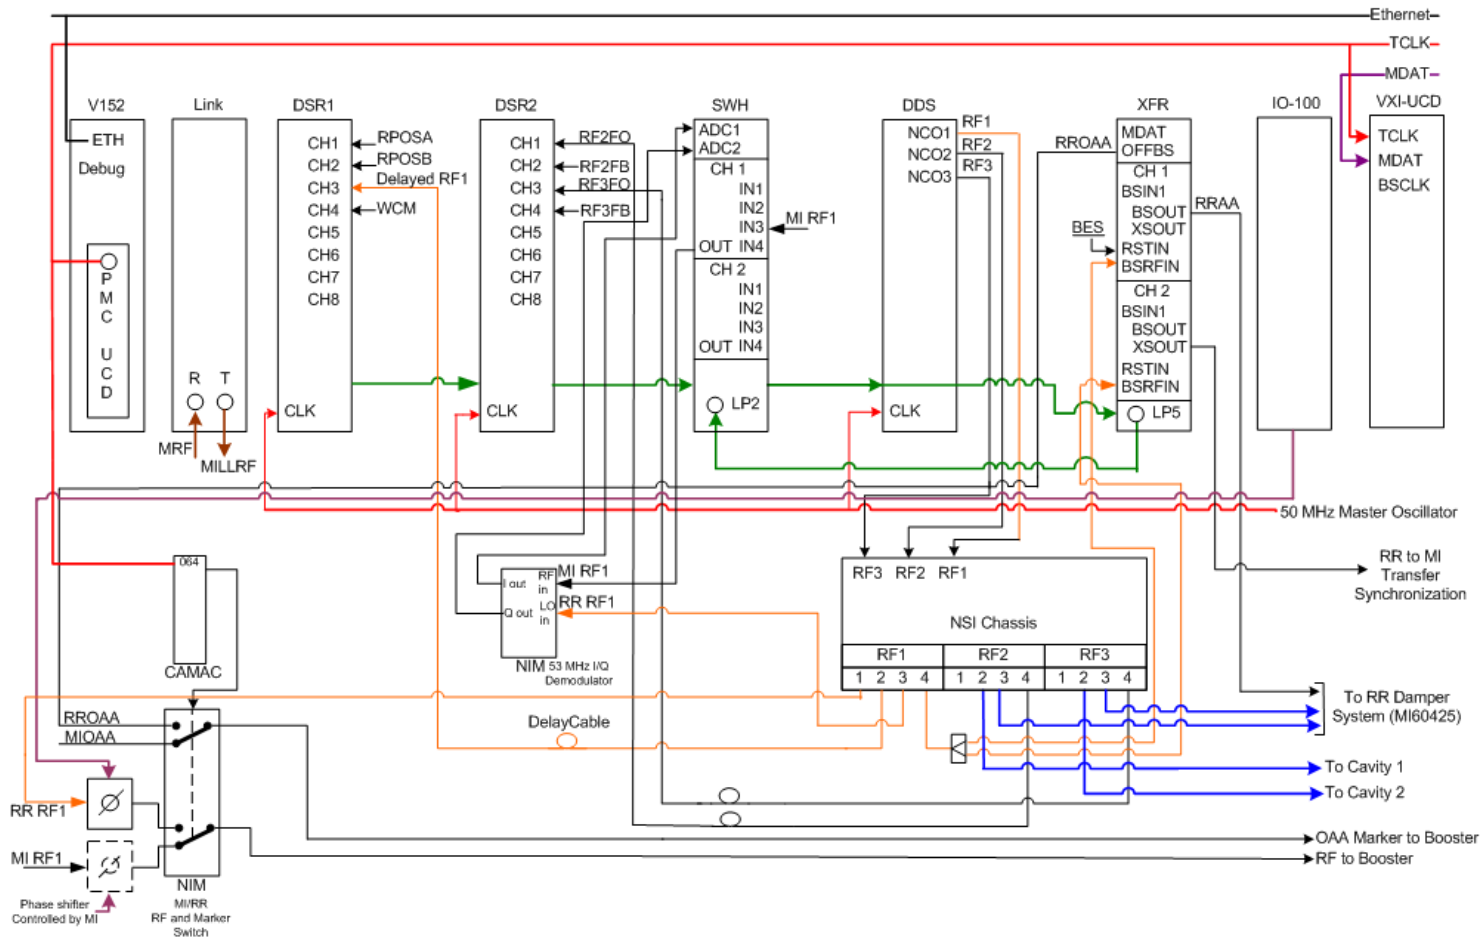 Ethernet
TCLK
MDAT
V152
Link
DSR1
DSR2
SWH
DDS
XFR
IO-100
VXI-UCD
ETH
Debug
P
M
C
U
C
D
R
T
MRF
MILLRF
CH1
CH2
CH3
CH4
CH5
CH6
CH7
CH8
CLK
RPOSA
RPOSB
Delayed RF1
WCM
CH1
CH2
CH3
CH4
CH5
CH6
CH7
CH8
CLK
RF2FO
RF2FB
RF3FO
RF3FB
ADC1
ADC2
CH 1
IN1
IN2
IN3
OUT IN4
CH 2
IN1
IN2
IN3
OUT IN4
LP2
MI RF1
NCO1
NCO2
NCO3
CLK
RF1
RF2
RF3
RROAA
MDAT
OFFBS
CH 1
BSIN1
BSOUT
XSOUT
RSTIN
BSRFIN
CH 2
BSIN1
BSOUT
XSOUT
RSTIN
BSRFIN
LP5
BES
RRAA
TCLK
MDAT
BSCLK
50 MHz Master Oscillator
RR to MI
Transfer
Synchronization
064
CAMAC
I out
RF
in
Q out
LO
in
MI RF1
RR RF1
NIM 53 MHz I/Q
Demodulator
RF3 RF2 RF1
NSI Chassis
RF1 RF2 RF3
1 2 3 4 1 2 3 4 1 2 3 4
DelayCable
To RR Damper
System (MI60425)
To Cavity 1
To Cavity 2
OAA Marker to Booster
RF to Booster
RROAA
MIOAA
RR RF1
MI RF1
Phase shifter
Controlled by MI
NIM
MI/RR
RF and Marker
Switch